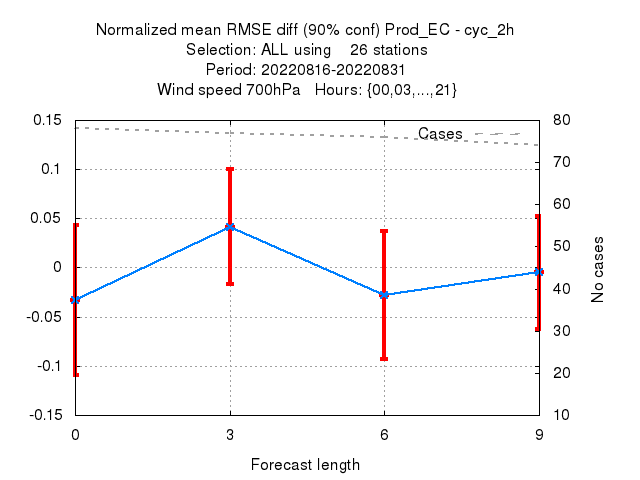 Normalized mean RMSE diff (90% conf) Prod_EC - cyc_2h
Selection: ALL using    26 stations
Period: 20220816-20220831
Wind speed 700hPa   Hours: {00,03,...,21}
0.15
0.1
0.05
0
-0.05
-0.1
-0.15
Cases
80
70
60
50
40
30
20
10
No cases
0 3 6 9
Forecast length